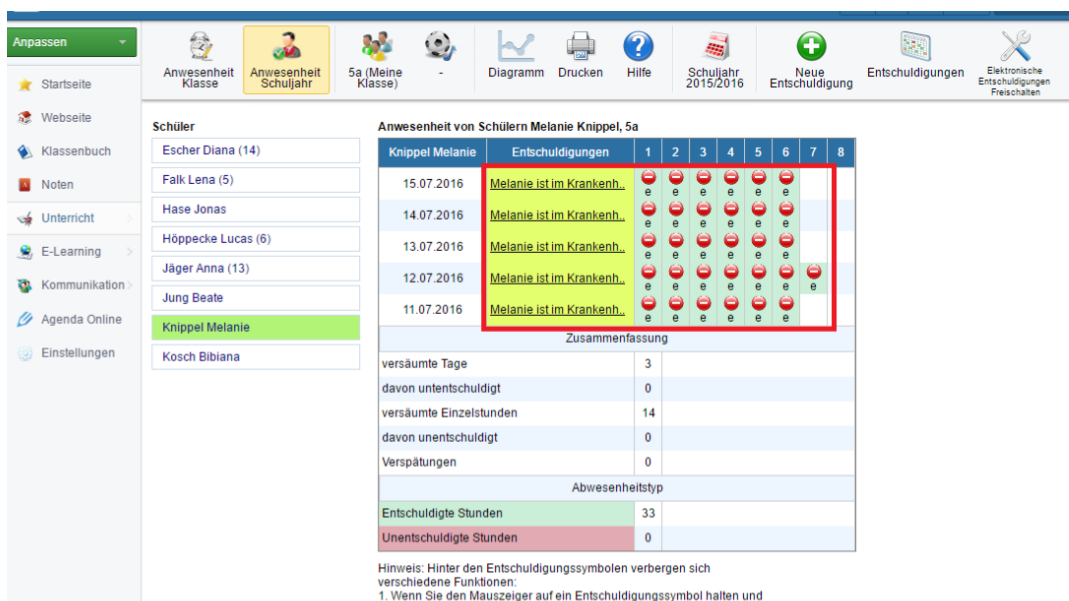 Anpassen
Startseite
Webseite
Klassenbuch
Noten
Unterricht
E-Learning
Kommunikation
Agenda Online
Einstellungen
Anwesenheit Klasse
Anwesenheit Schuljahr
5a (Meine Klasse)
-
Diagramm
Drucken
Hilfe
Schuljahr 2015/2016
Neue Entschuldigung
Entschuldigungen
Elektronische Entschuldigungen Freischalten
Schüler
Escher Diana (14)
Falk Lena (5)
Hase Jonas
Höppecke Lucas (6)
Jäger Anna (13)
Jung Beate
Knippel Melanie
Kosch Bibiana
Anwesenheit von Schülern Melanie Knippel, 5a
Knippel Melanie Entschuldigungen 1 2 3 4 5 6 7 8
15.07.2016 Melanie ist im Krankenh.. e e e e e e
14.07.2016 Melanie ist im Krankenh.. e e e e e e
13.07.2016 Melanie ist im Krankenh.. e e e e e e
12.07.2016 Melanie ist im Krankenh.. e e e e e e e
11.07.2016 Melanie ist im Krankenh.. e e e e e e
Zusammenfassung
versäumte Tage 3
davon untentschuldigt 0
versäumte Einzelstunden 14
davon unentschuldigt 0
Verspätungen 0
Abwesenheitstyp
Entschuldigte Stunden 33
Unentschuldigte Stunden 0
Hinweis: Hinter den Entschuldigungssymbolen verbergen sich
verschiedene Funktionen:
1. Wenn Sie den Mauszeiger auf ein Entschuldigungssymbol halten und